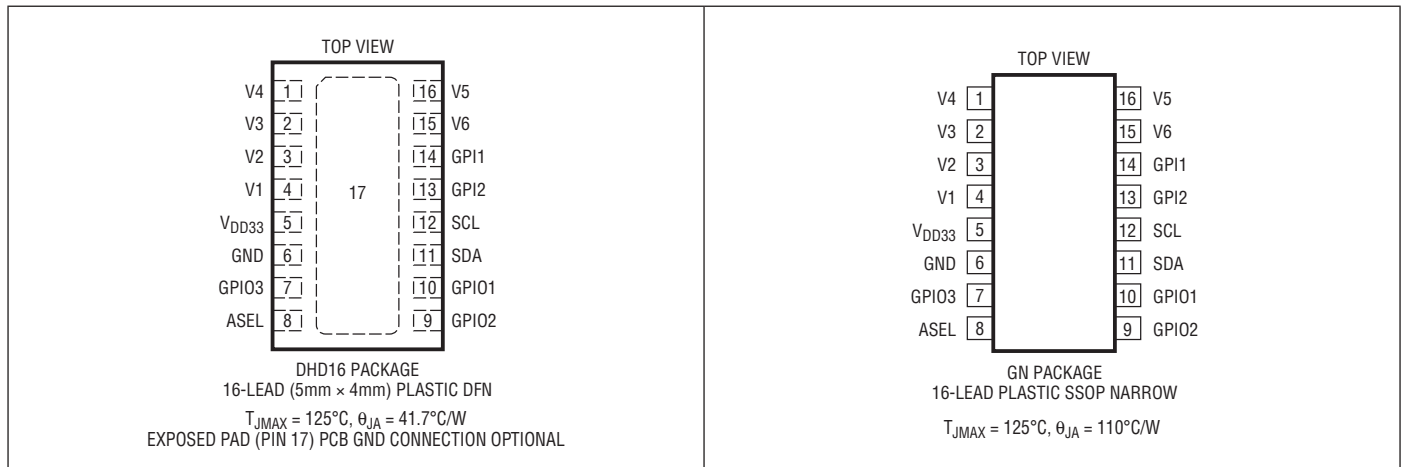 TOP VIEW
V4 1
V3 2
V2 3
V1 4
VDD33 5
GND 6
GPIO3 7
ASEL 8
17
16 V5
15 V6
14 GPI1
13 GPI2
12 SCL
11 SDA
10 GPIO1
9 GPIO2
DHD16 PACKAGE
16-LEAD (5mm × 4mm) PLASTIC DFN
TJMAX = 125°C, θJA = 41.7°C/W
EXPOSED PAD (PIN 17) PCB GND CONNECTION OPTIONAL
TOP VIEW
V4 1
V3 2
V2 3
V1 4
VDD33 5
GND 6
GPIO3 7
ASEL 8
16 V5
15 V6
14 GPI1
13 GPI2
12 SCL
11 SDA
10 GPIO1
9 GPIO2
GN PACKAGE
16-LEAD PLASTIC SSOP NARROW
TJMAX = 125°C, θJA = 110°C/W